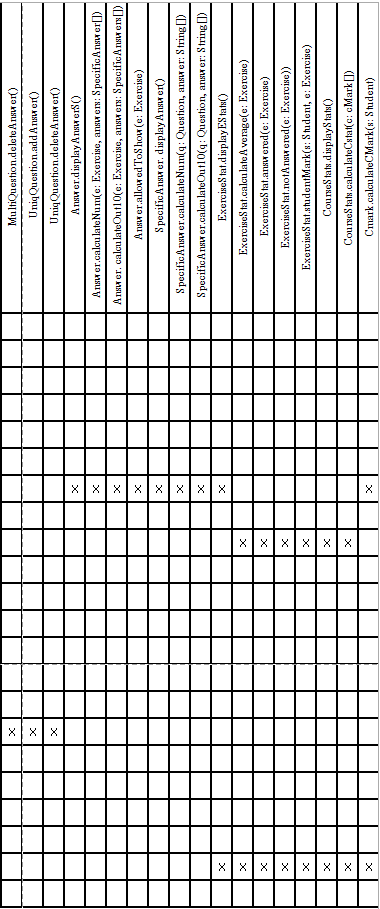 MultiQuestion.deleteAnswer()
UniqQuestion.addAnswer()
UniqQuestion.deleteAnswer()
Answer.displayAnswerS()
Answer.calculateNum(e: Exercise, answers: SpecificAnswer[])
Answer. calculateOut10(e: Exercise, answers: SpecificAnswers[])
Answer.allowedToShow(e: Exercise)
SpecificAnswer. displayAnswer()
SpecificAnswer.calculateNum(q: Question, answer: String[])
SpecificAnswer.calculateOut10(q: Question, answer: String[])
ExerciseStat.displayEStats()
ExerciseStat.calculateAverage(e: Exercise)
ExerciseStat.answered(e: Exercise)
ExerciseStat.notAnswered(e: Exercise))
ExerciseStat.studentMark(s: Student, e: Exercise)
CourseStats.displayStats()
CourseStats.calculateCstat(c: cMark[])
Cmark.calculateCMark(s: Student)
x x x x x x x x x
x x x x x x
x x x
x x x x x x x